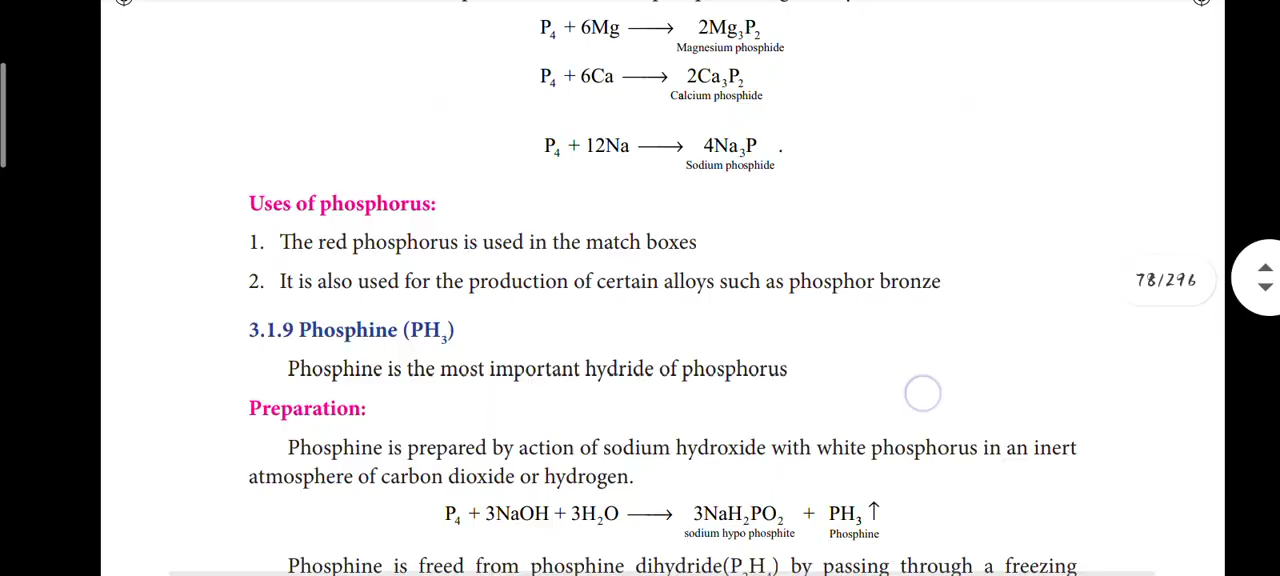 P₄ + 6Mg ⟶ 2Mg₃P₂
Magnesium phosphide
P₄ + 6Ca ⟶ 2Ca₃P₂
Calcium phosphide
P₄ + 12Na ⟶ 4Na₃P .
Sodium phosphide
Uses of phosphorus:
1. The red phosphorus is used in the match boxes
2. It is also used for the production of certain alloys such as phosphor bronze
78/296
3.1.9 Phosphine (PH₃)
Phosphine is the most important hydride of phosphorus
Preparation:
Phosphine is prepared by action of sodium hydroxide with white phosphorus in an inert
atmosphere of carbon dioxide or hydrogen.
P₄ + 3NaOH + 3H₂O ⟶ 3NaH₂PO₂ + PH₃ ↑
sodium hypo phosphite Phosphine
Phosphine is freed from phosphine dihydride(P₂H₄) by passing through a freezing